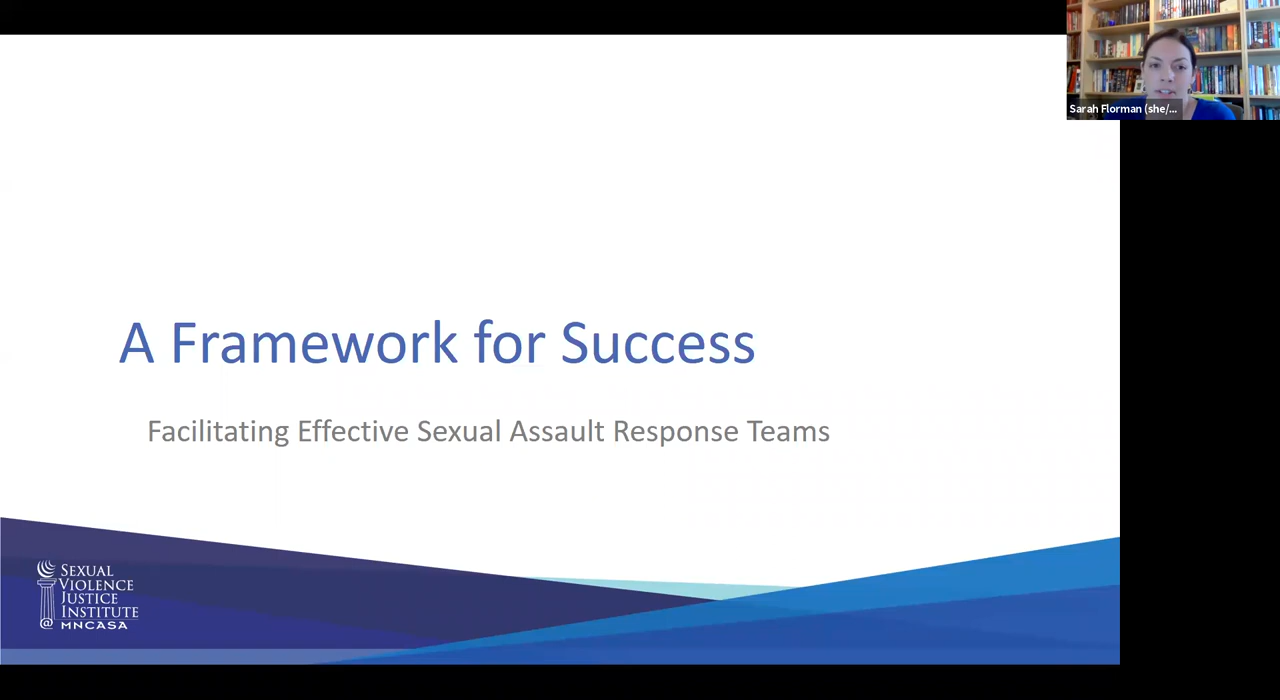 Sarah Florman (she/...
A Framework for Success
Facilitating Effective Sexual Assault Response Teams
SEXUAL
VIOLENCE
JUSTICE
INSTITUTE
@ MNCASA